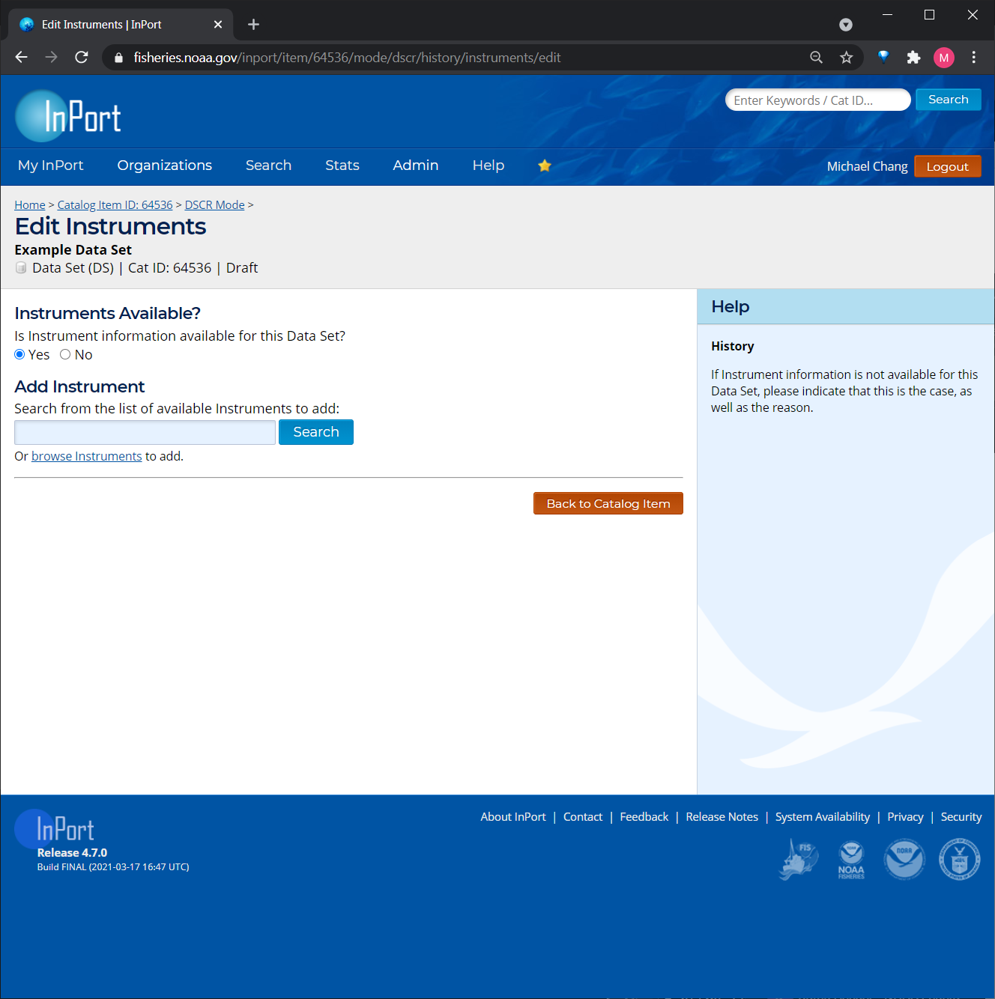 Edit Instruments | InPort
fisheries.noaa.gov/inport/item/64536/mode/dscr/history/instruments/edit
M
InPort
Enter Keywords / Cat ID...
Search
My InPort Organizations Search Stats Admin Help
Michael Chang Logout
Home > Catalog Item ID: 64536 > DSCR Mode >
Edit Instruments
Example Data Set
Data Set (DS) | Cat ID: 64536 | Draft
Instruments Available?
Is Instrument information available for this Data Set?
Yes No
Add Instrument
Search from the list of available Instruments to add:
Search
Or browse Instruments to add.
Back to Catalog Item
Help
History
If Instrument information is not available for this
Data Set, please indicate that this is the case, as
well as the reason.
InPort
Release 4.7.0
Build FINAL (2021-03-17 16:47 UTC)
About InPort | Contact | Feedback | Release Notes | System Availability | Privacy | Security
FIS
NOAA
FISHERIES
NOAA